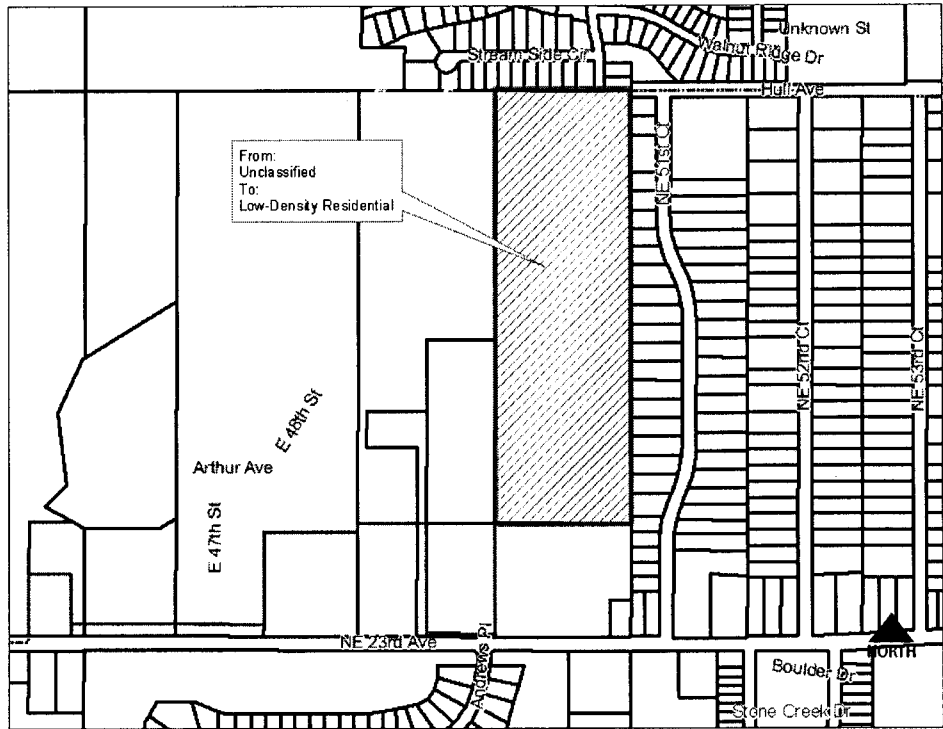 Unknown St
Walnut Ridge Dr
Stream Side Cir
Hull Ave
From:
Unclassified
To:
Low-Density Residential
NE 51st Ct
NE 52nd Ct
NE 53rd Ct
E 48th St
Arthur Ave
E 47th St
NE 23rd Ave
Andrews Pl
NORTH
Boulder Dr
Stone Creek Dr